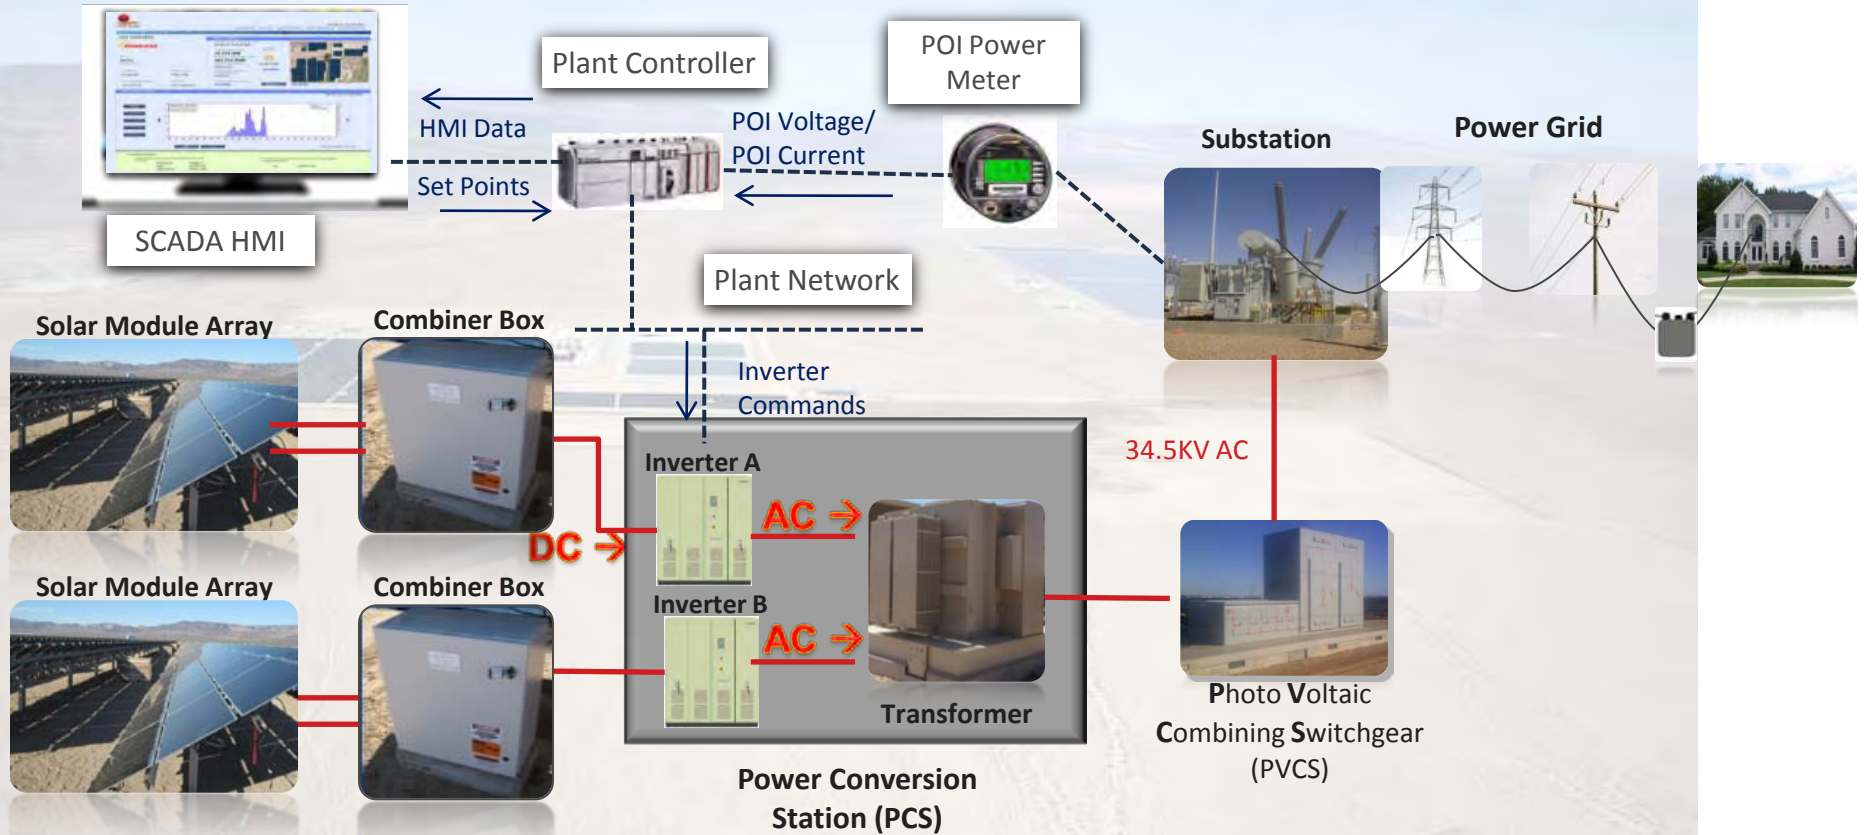 Plant Controller
POI Power
Meter
HMI Data
POI Voltage/
POI Current
Substation
Power Grid
Set Points
SCADA HMI
Plant Network
Solar Module Array
Combiner Box
Inverter
Commands
34.5KV AC
Inverter A
AC →
DC →
Solar Module Array
Combiner Box
Inverter B
AC →
Transformer
Photo Voltaic
Combining Switchgear
(PVCS)
Power Conversion
Station (PCS)